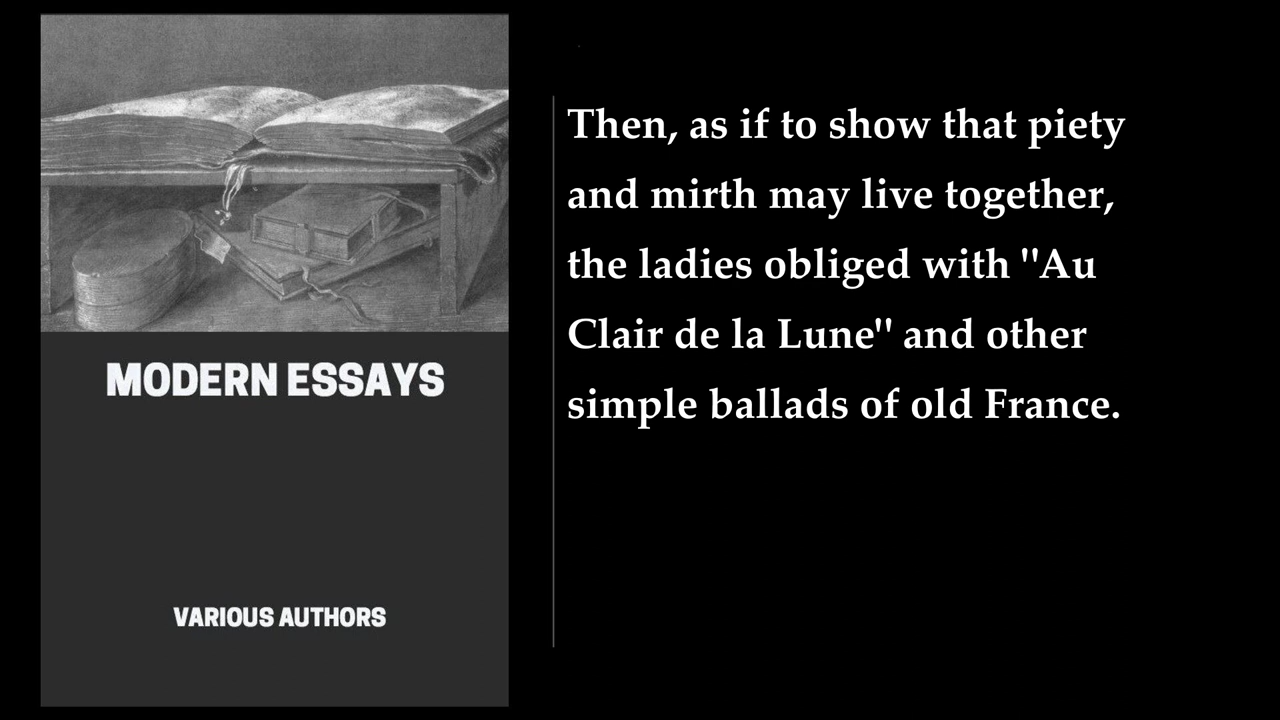 MODERN ESSAYS
VARIOUS AUTHORS
Then, as if to show that piety
and mirth may live together,
the ladies obliged with "Au
Clair de la Lune" and other
simple ballads of old France.